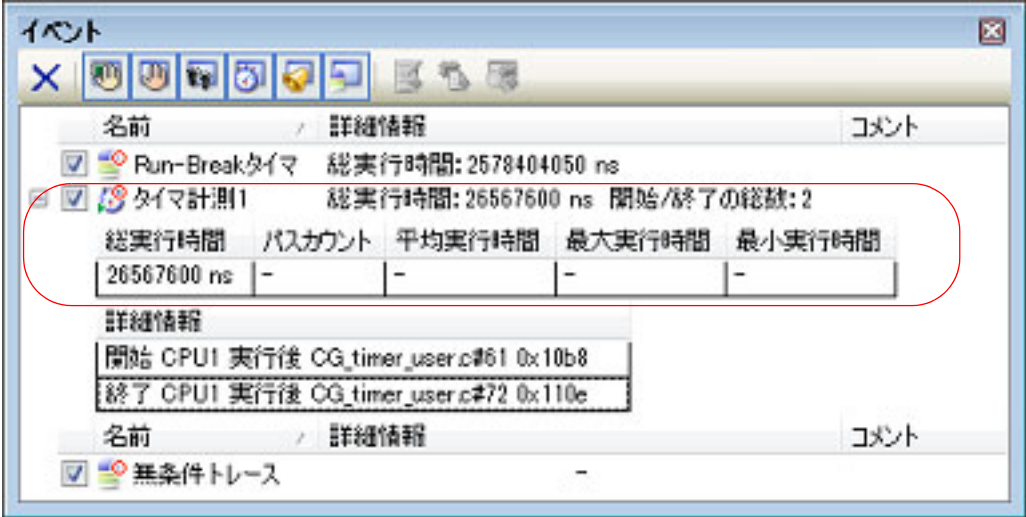 イベント
名前 詳細情報 コメント
Run-Breakタイマ 総実行時間: 2578404050 ns
タイマ計測1 総実行時間: 26567600 ns 開始/終了の総数: 2
総実行時間 パスカウント 平均実行時間 最大実行時間 最小実行時間
26567600 ns - - - -
詳細情報
開始 CPU1 実行後 CG_timer_user.c#61 0x10b8
終了 CPU1 実行後 CG_timer_user.c#72 0x110e
名前 詳細情報 コメント
無条件トレース -